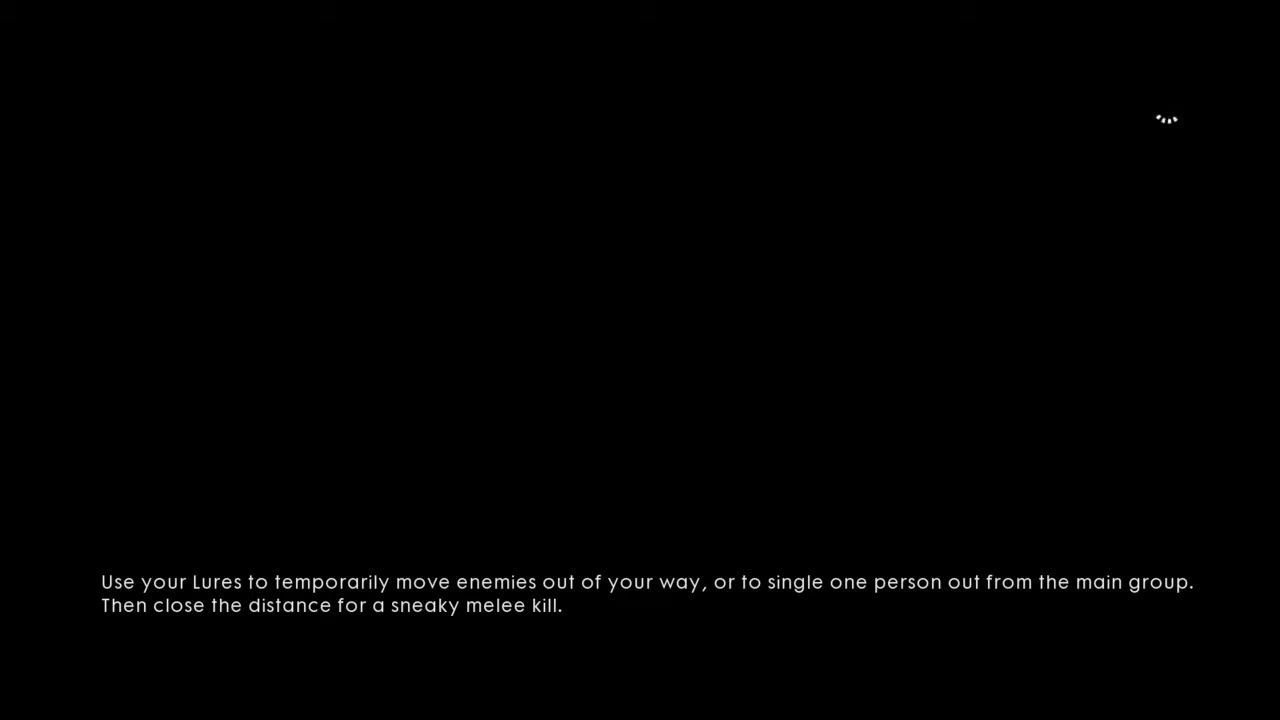 Use your Lures to temporarily move enemies out of your way, or to single one person out from the main group.
Then close the distance for a sneaky melee kill.